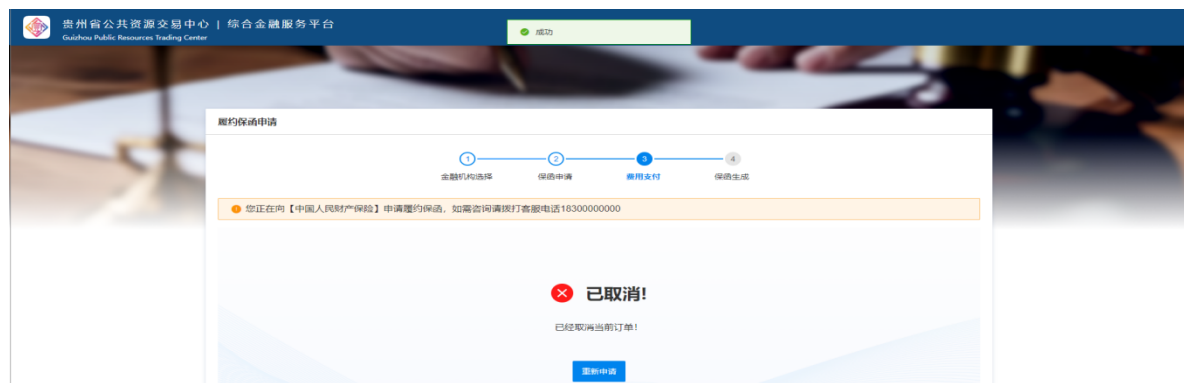 贵州省公共资源交易中心 | 综合金融服务平台
Guizhou Public Resources Trading Center
成功
履约保函申请
1
2
3
4
金融机构选择
保函申请
费用支付
保函生成
您正在向【中国人民财产保险】申请履约保函，如需咨询请拨打客服电话18300000000
已取消!
已经取消当前订单!
重新申请